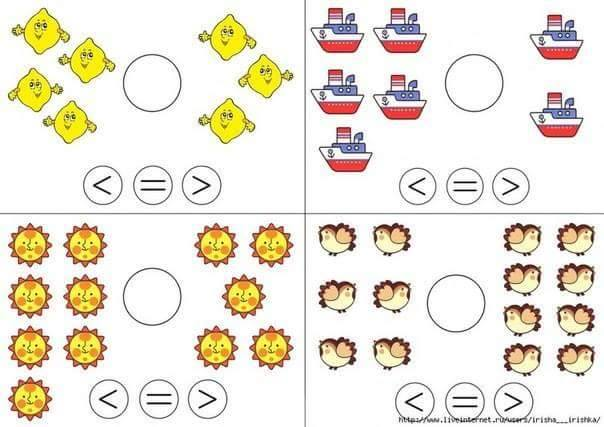 < = >
< = >
< = >
< = >
http://www.liveinternet.ru/users/irisha___irishka/